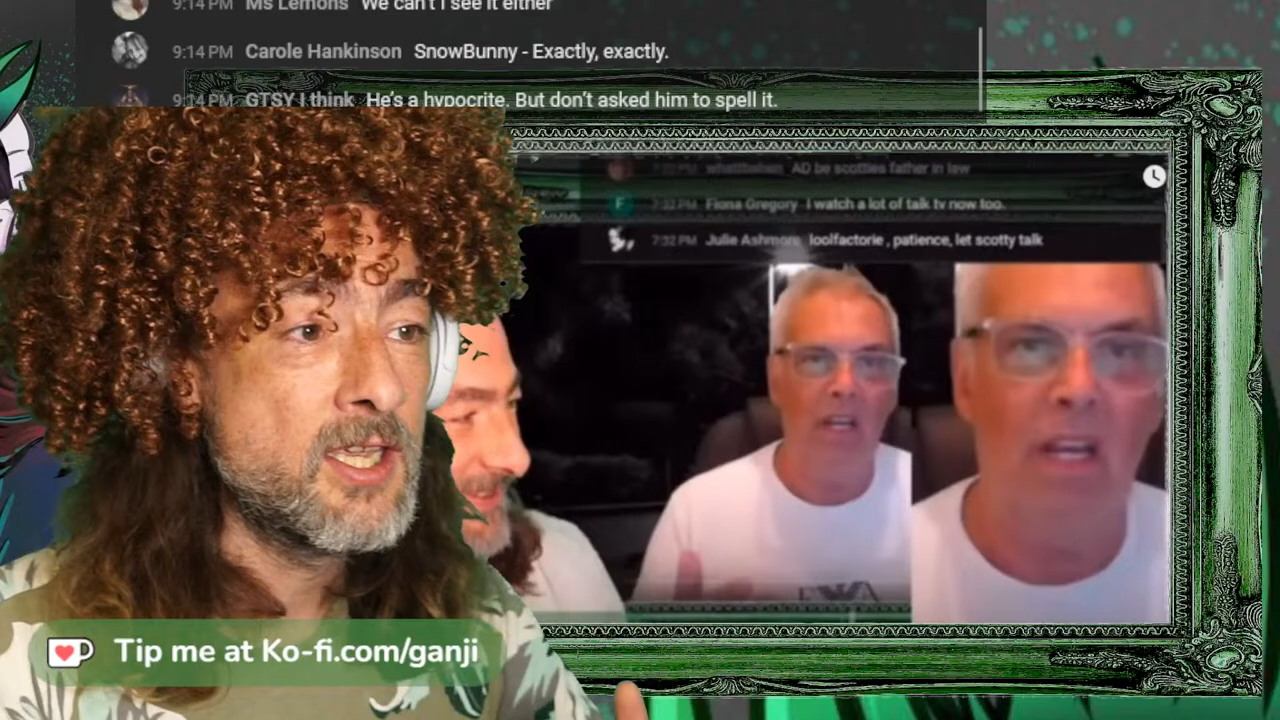 9:14 PM Ms Lemons We can't I see it either
9:14 PM Carole Hankinson SnowBunny - Exactly, exactly.
9:14 PM GTSY I think He's a hypocrite. But don't asked him to spell it.
AD be scotties father in law
F 7:32 PM Fiona Gregory I watch a lot of talk tv now too.
7:32 PM Julie Ashmore loolfactorie , patience, let scotty talk
Tip me at Ko-fi.com/ganji